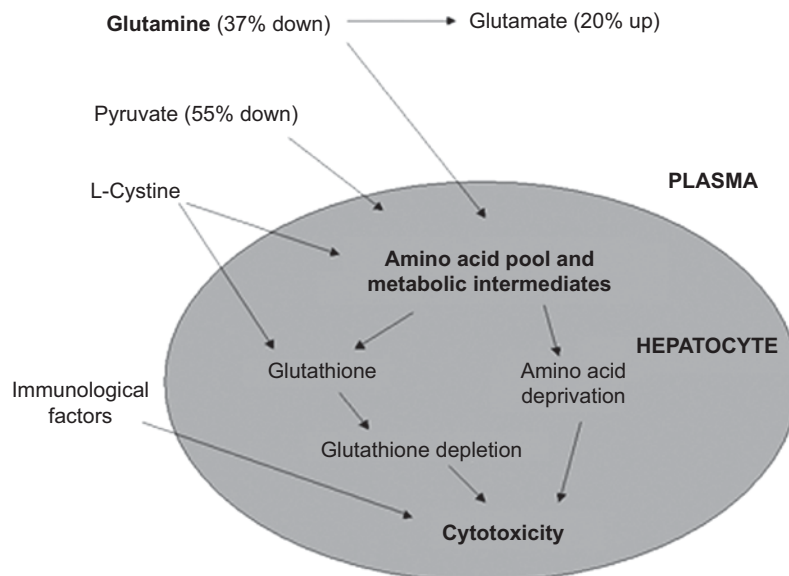 Glutamine (37% down)
Glutamate (20% up)
Pyruvate (55% down)
L-Cystine
PLASMA
Amino acid pool and
metabolic intermediates
HEPATOCYTE
Glutathione
Amino acid
deprivation
Immunological
factors
Glutathione depletion
Cytotoxicity